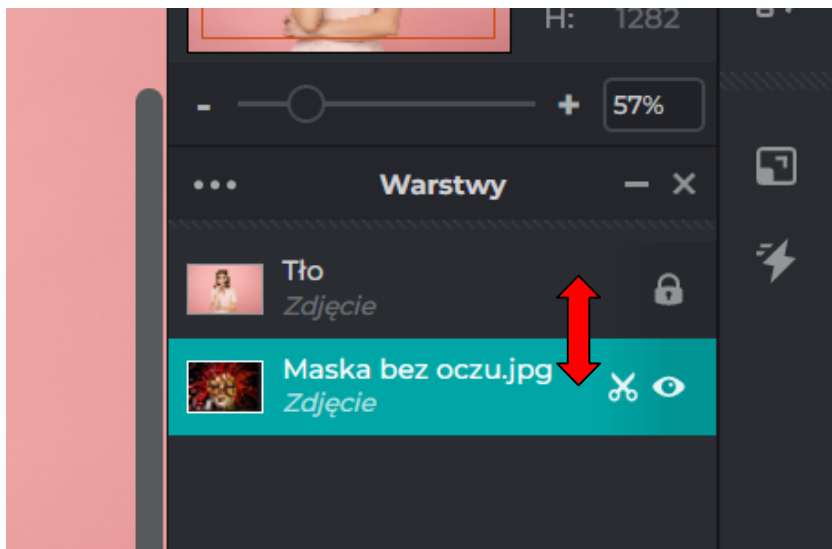 H: 1282
- + 57%
Warstwy
Tło
Zdjęcie
Maska bez oczu.jpg
Zdjęcie